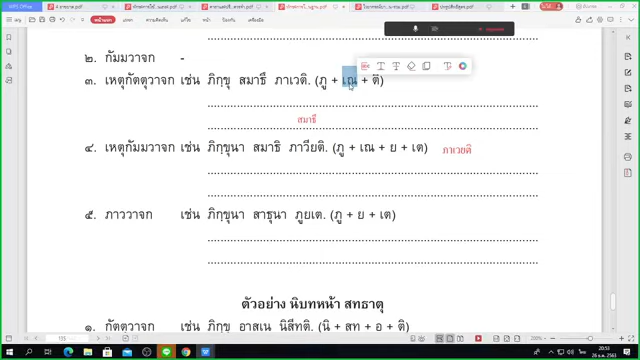 WPS Office
๒. กัมมวาจก -
๓. เหตุกัตตุวาจก เช่น ภิกฺขุ สมาธึ ภาเวติ. (ภู + เณ + ติ)
สมาธึ
๔. เหตุกัมมวาจก เช่น ภิกฺขุนา สมาธิ ภาวียติ. (ภู + เณ + ย + เต) ภาเวยติ
๕. ภาววาจก เช่น ภิกฺขุนา สาธุนา ภูยเต. (ภู + ย + เต)
ตัวอย่าง นิบทหน้า สทธาตุ
๑. กัตตุวาจก เช่น ภิกฺขุ อาสเน นิสีทติ. (นิ + สท + อ + ติ)
20:53